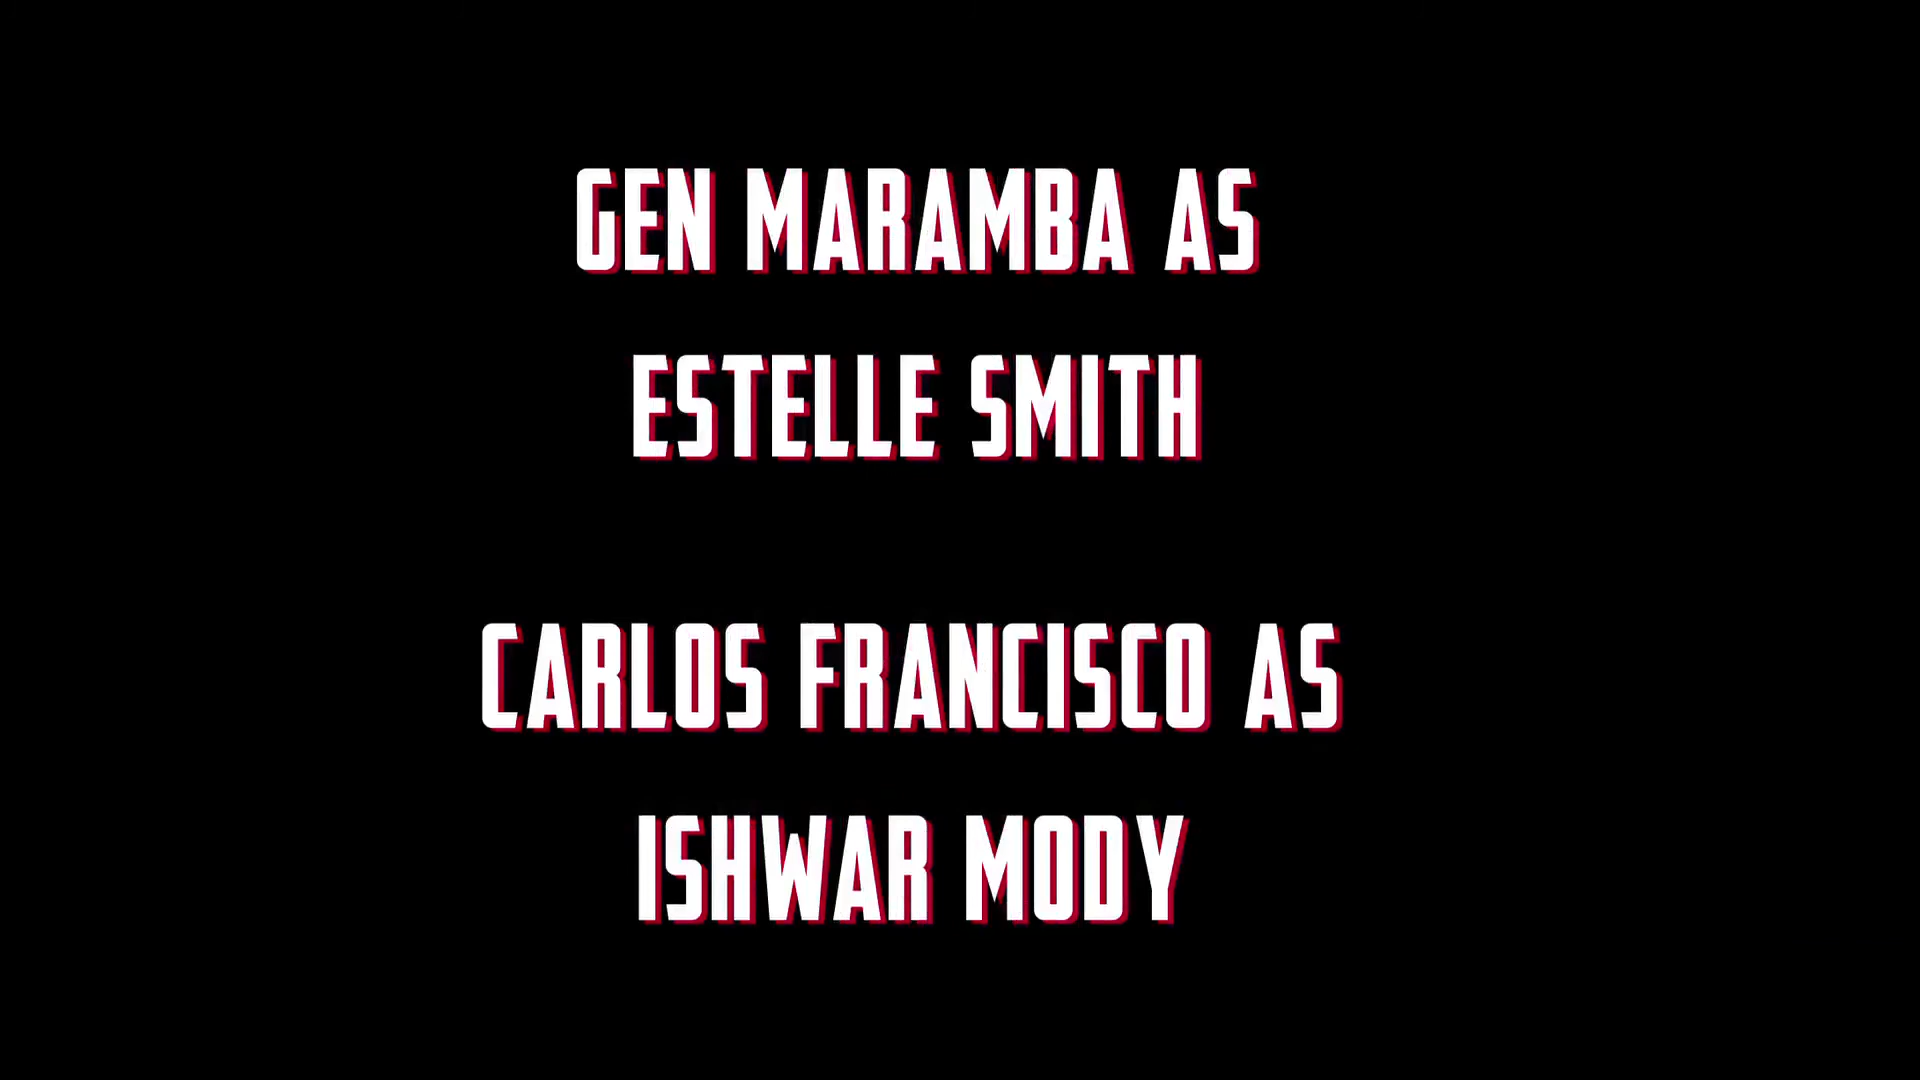 GEN MARAMBA AS
ESTELLE SMITH
CARLOS FRANCISCO AS
ISHWAR MODY